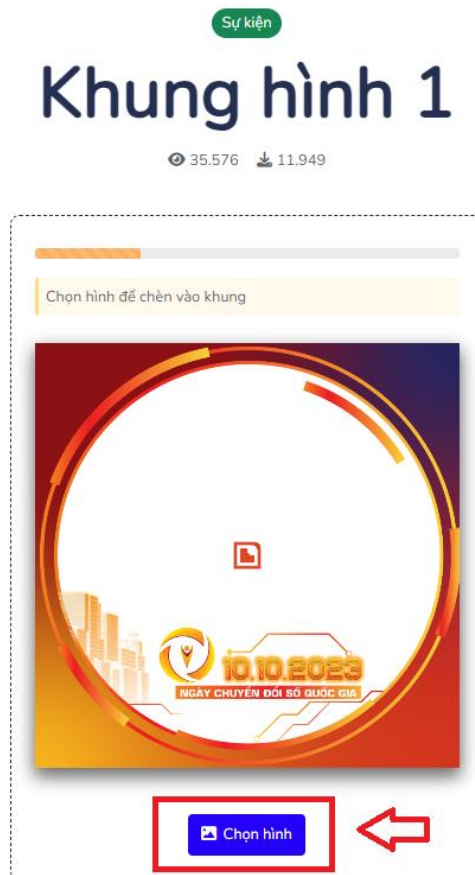 Sự kiện
Khung hình 1
35.576 11.949
Chọn hình để chèn vào khung
10.10.2023
NGÀY CHUYỂN ĐỔI SỐ QUỐC GIA
Chọn hình